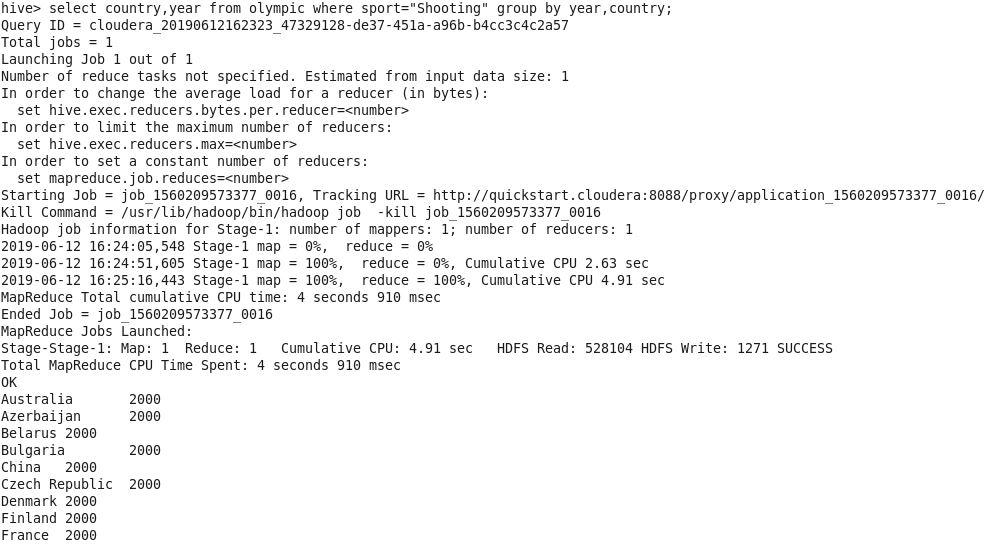 hive> select country,year from olympic where sport="Shooting" group by year,country;
Query ID = cloudera_20190612162323_47329128-de37-451a-a96b-b4cc3c4c2a57
Total jobs = 1
Launching Job 1 out of 1
Number of reduce tasks not specified. Estimated from input data size: 1
In order to change the average load for a reducer (in bytes):
  set hive.exec.reducers.bytes.per.reducer=<number>
In order to limit the maximum number of reducers:
  set hive.exec.reducers.max=<number>
In order to set a constant number of reducers:
  set mapreduce.job.reduces=<number>
Starting Job = job_1560209573377_0016, Tracking URL = http://quickstart.cloudera:8088/proxy/application_1560209573377_0016/
Kill Command = /usr/lib/hadoop/bin/hadoop job  -kill job_1560209573377_0016
Hadoop job information for Stage-1: number of mappers: 1; number of reducers: 1
2019-06-12 16:24:05,548 Stage-1 map = 0%,  reduce = 0%
2019-06-12 16:24:51,605 Stage-1 map = 100%,  reduce = 0%, Cumulative CPU 2.63 sec
2019-06-12 16:25:16,443 Stage-1 map = 100%,  reduce = 100%, Cumulative CPU 4.91 sec
MapReduce Total cumulative CPU time: 4 seconds 910 msec
Ended Job = job_1560209573377_0016
MapReduce Jobs Launched:
Stage-Stage-1: Map: 1  Reduce: 1   Cumulative CPU: 4.91 sec   HDFS Read: 528104 HDFS Write: 1271 SUCCESS
Total MapReduce CPU Time Spent: 4 seconds 910 msec
OK
Australia       2000
Azerbaijan      2000
Belarus 2000
Bulgaria        2000
China   2000
Czech Republic  2000
Denmark 2000
Finland 2000
France  2000